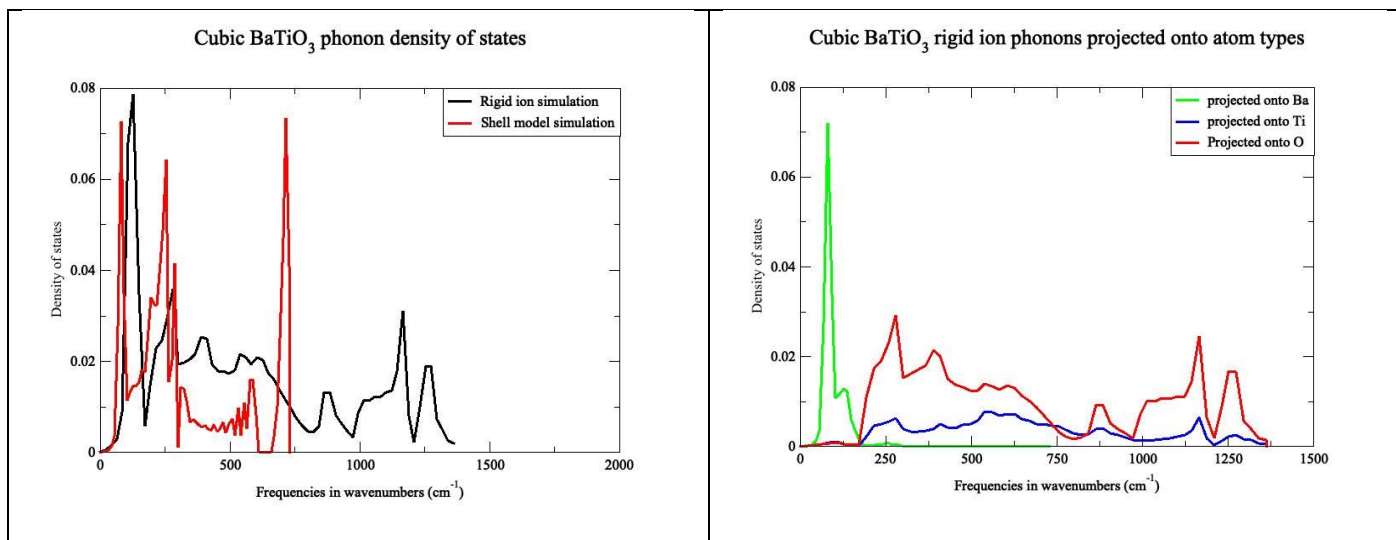 Cubic BaTiO₃ phonon density of states
0.08
0.06
0.04
0.02
0
Density of states
Rigid ion simulation
Shell model simulation
0
500
1000
1500
2000
Frequencies in wavenumbers (cm⁻¹)
Cubic BaTiO₃ rigid ion phonons projected onto atom types
0.08
0.06
0.04
0.02
0
Density of states
projected onto Ba
projected onto Ti
Projected onto O
0
250
500
750
1000
1250
1500
Frequencies in wavenumbers (cm⁻¹)